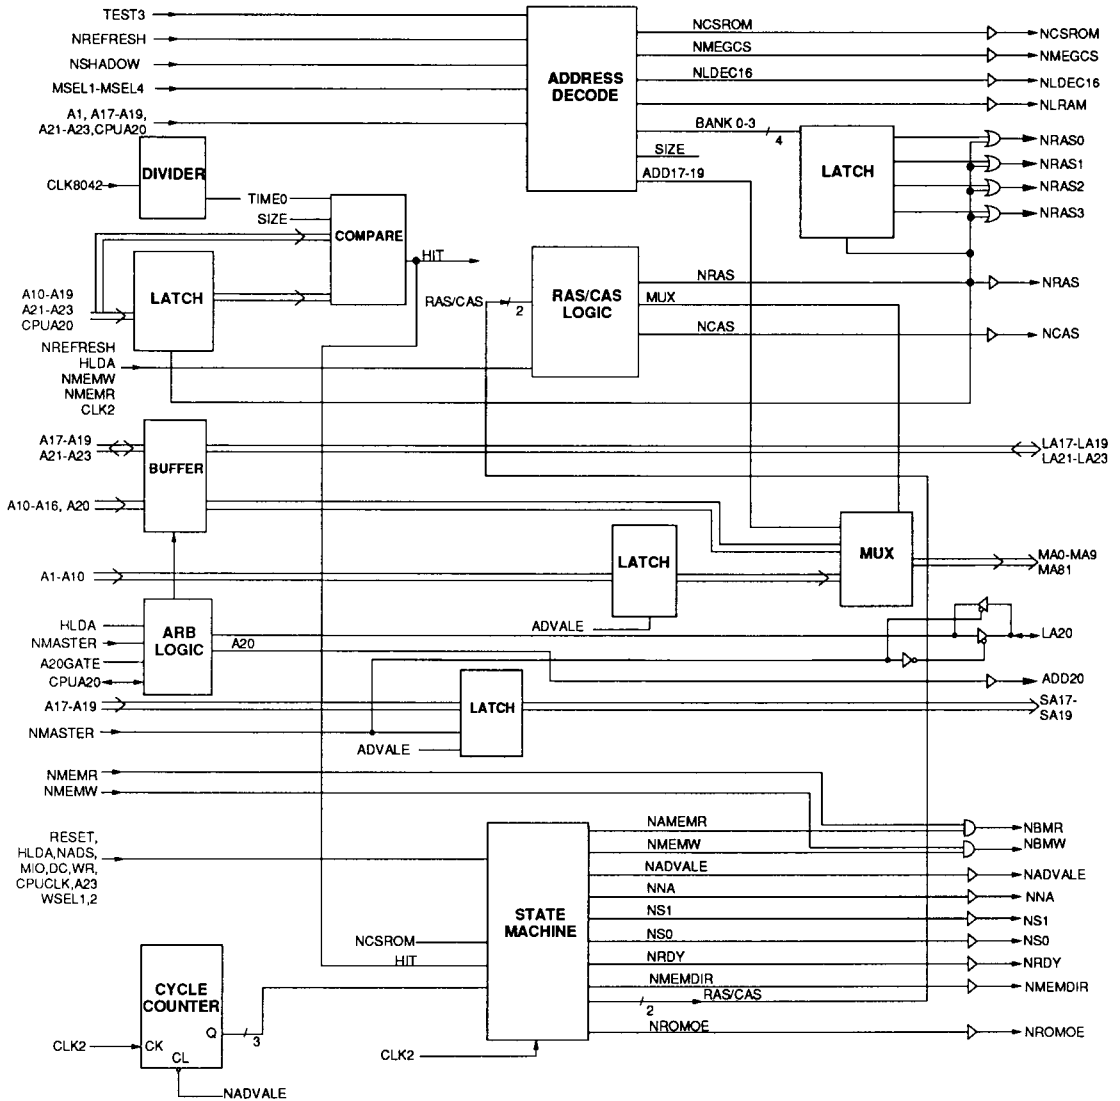 TEST3
NREFRESH
NSHADOW
MSEL1-MSEL4
A1, A17-A19,
A21-A23,CPUA20
ADDRESS
DECODE
NCSROM
NMEGCS
NLDEC16
BANK 0-3
4
SIZE
ADD17-19
NCSROM
NMEGCS
NLDEC16
NLRAM
LATCH
NRAS0
NRAS1
NRAS2
NRAS3
DIVIDER
CLK8042
TIME0
SIZE
COMPARE
HIT
LATCH
A10-A19
A21-A23
CPUA20
RAS/CAS
2
RAS/CAS
LOGIC
NRAS
MUX
NCAS
NRAS
NCAS
NREFRESH
HLDA
NMEMW
NMEMR
CLK2
A17-A19
A21-A23
BUFFER
LA17-LA19
LA21-LA23
A10-A16, A20
MUX
MA0-MA9
MA81
A1-A10
LATCH
ADVALE
HLDA
NMASTER
A20GATE
CPUA20
ARB
LOGIC
A20
LA20
ADD20
A17-A19
LATCH
SA17-
SA19
NMASTER
ADVALE
NMEMR
NMEMW
RESET,
HLDA,NADS,
MIO,DC,WR,
CPUCLK,A23
WSEL1,2
STATE
MACHINE
NCSROM
HIT
NAMEMR
NMEMW
NADVALE
NNA
NS1
NS0
NRDY
NMEMDIR
2
RAS/CAS
NROMOE
NBMR
NBMW
NADVALE
NNA
NS1
NS0
NRDY
NMEMDIR
NROMOE
CYCLE
COUNTER
Q
3
CLK2
CK
CL
NADVALE
CLK2